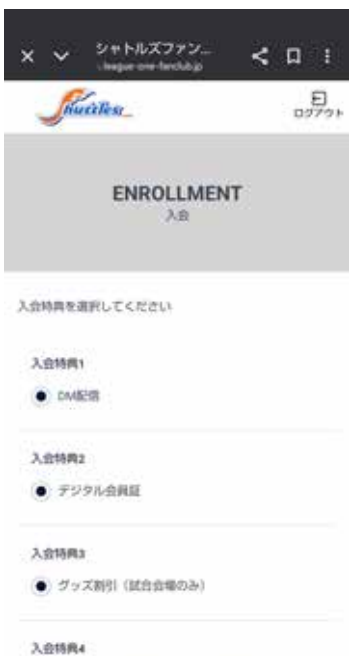 シャトルズファン...
league-one-fanclub.jp
Shuttles
ログアウト
ENROLLMENT
入会
入会特典を選択してください
入会特典1
DM配信
入会特典2
デジタル会員証
入会特典3
グッズ割引（試合会場のみ）
入会特典4